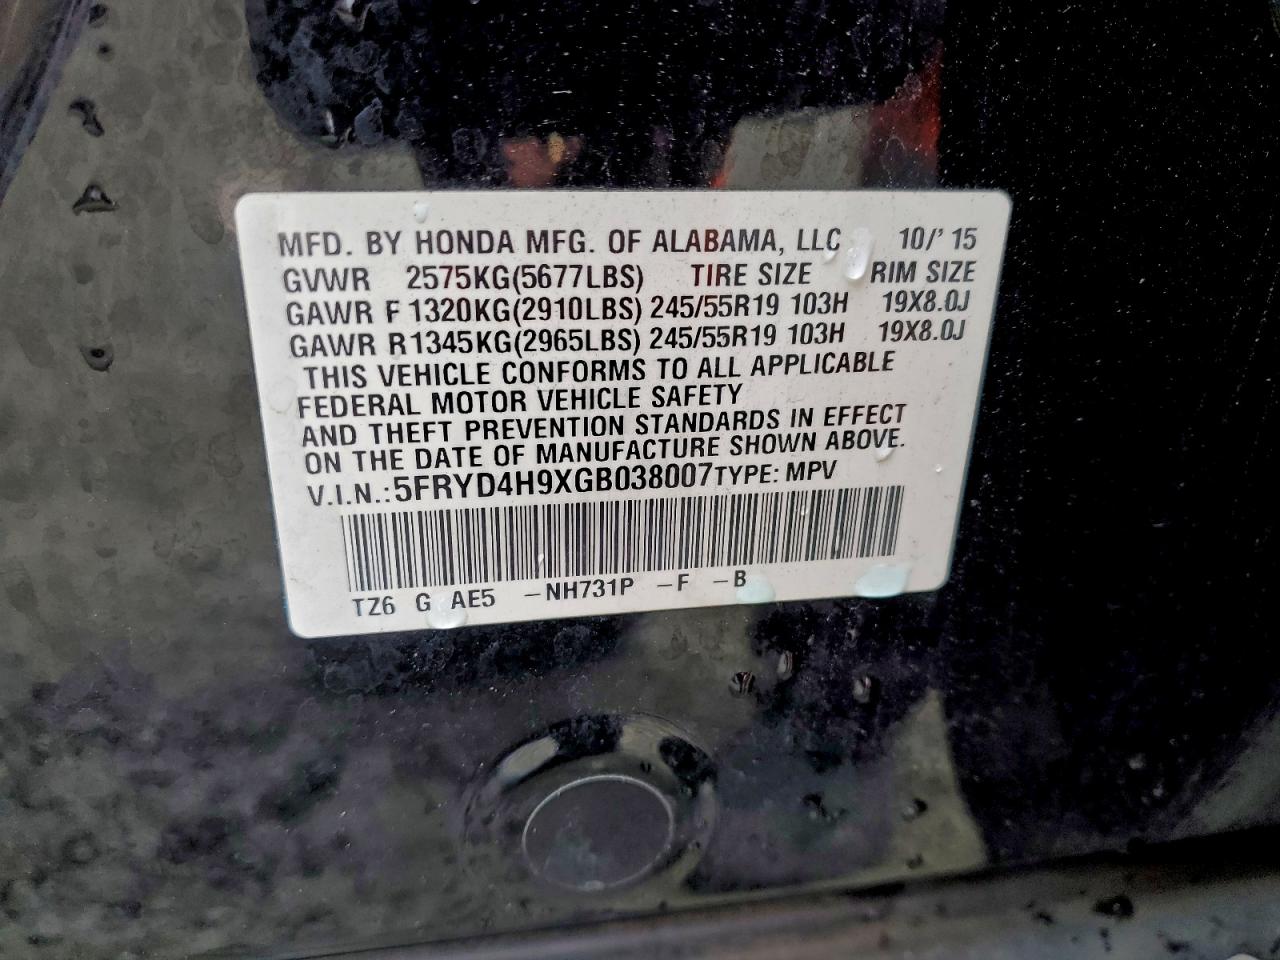 MFD. BY HONDA MFG. OF ALABAMA, LLC 10/' 15
GVWR 2575KG(5677LBS) TIRE SIZE RIM SIZE
GAWR F 1320KG(2910LBS) 245/55R19 103H 19X8.0J
GAWR R1345KG(2965LBS) 245/55R19 103H 19X8.0J
THIS VEHICLE CONFORMS TO ALL APPLICABLE
FEDERAL MOTOR VEHICLE SAFETY
AND THEFT PREVENTION STANDARDS IN EFFECT
ON THE DATE OF MANUFACTURE SHOWN ABOVE.
V.I.N.:5FRYD4H9XGB038007TYPE: MPV
TZ6 G AE5 –NH731P –F –B